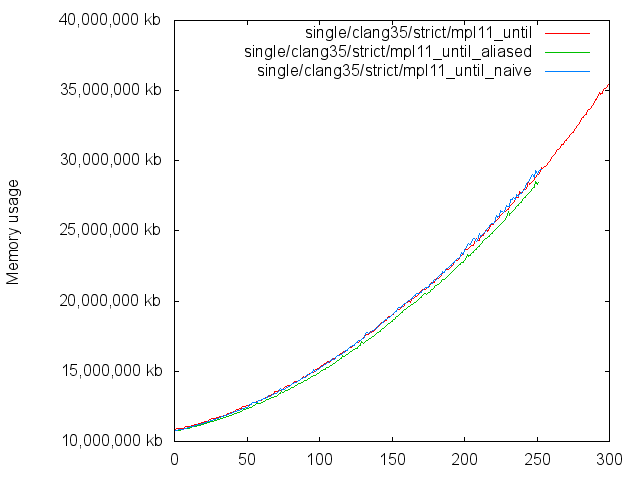 40,000,000 kb
35,000,000 kb
30,000,000 kb
25,000,000 kb
20,000,000 kb
15,000,000 kb
10,000,000 kb
Memory usage
single/clang35/strict/mpl11_until
single/clang35/strict/mpl11_until_aliased
single/clang35/strict/mpl11_until_naive
0 50 100 150 200 250 300